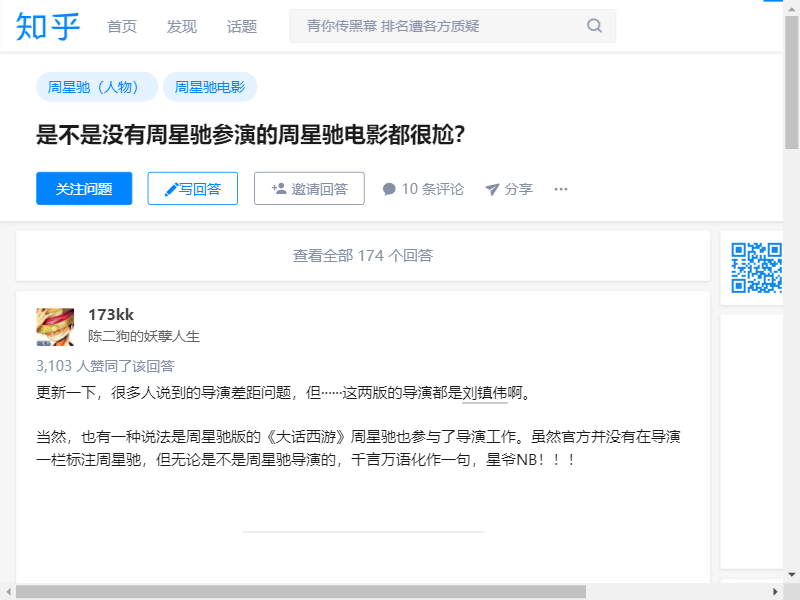 知乎 首页 发现 话题 青你传黑幕 排名遭各方质疑
周星驰（人物） 周星驰电影
是不是没有周星驰参演的周星驰电影都很尬？
关注问题 写回答 邀请回答 10 条评论 分享 ···
查看全部 174 个回答
173kk
陈二狗的妖孽人生
3,103 人赞同了该回答
更新一下，很多人说到的导演差距问题，但······这两版的导演都是刘镇伟啊。
当然，也有一种说法是周星驰版的《大话西游》周星驰也参与了导演工作。虽然官方并没有在导演
一栏标注周星驰，但无论是不是周星驰导演的，千言万语化作一句，星爷NB！！！